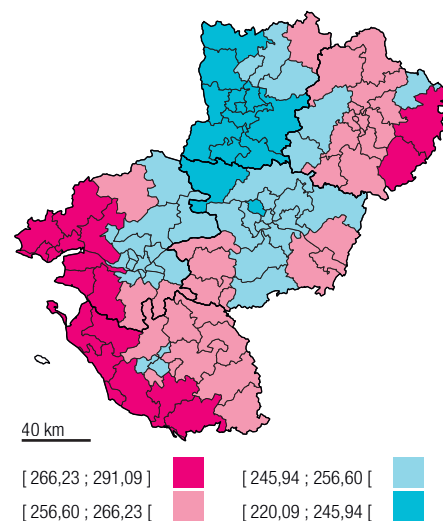 40 km
[ 266,23 ; 291,09 ]
[ 245,94 ; 256,60 [
[ 256,60 ; 266,23 [
[ 220,09 ; 245,94 [